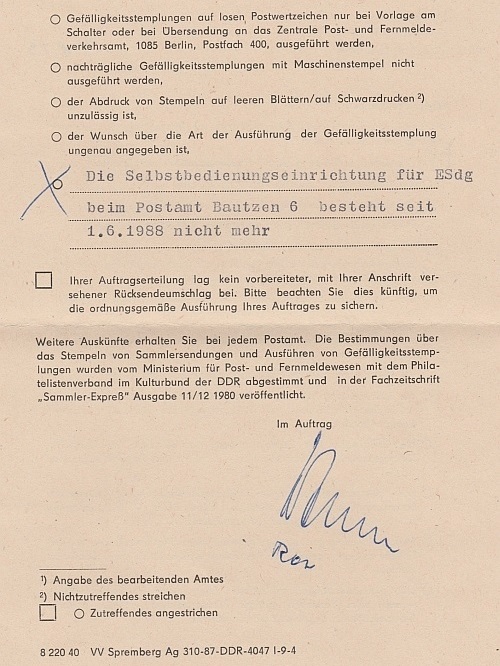 ○ Gefälligkeitsstemplungen auf losen Postwertzeichen nur bei Vorlage am
Schalter oder bei Übersendung an das Zentrale Post- und Fernmelde-
verkehrsamt, 1085 Berlin, Postfach 400, ausgeführt werden,
○ nachträgliche Gefälligkeitsstemplungen mit Maschinenstempel nicht
ausgeführt werden,
○ der Abdruck von Stempeln auf leeren Blättern/auf Schwarzdrucken ²)
unzulässig ist,
○ der Wunsch über die Art der Ausführung der Gefälligkeitsstemplung
ungenau angegeben ist,
Die Selbstbedienungseinrichtung für ESdg
beim Postamt Bautzen 6 besteht seit
1.6.1988 nicht mehr
□ Ihrer Auftragserteilung lag kein vorbereiteter, mit Ihrer Anschrift ver-
sehener Rücksendeumschlag bei. Bitte beachten Sie dies künftig, um
die ordnungsgemäße Ausführung Ihres Auftrages zu sichern.
Weitere Auskünfte erhalten Sie bei jedem Postamt. Die Bestimmungen über
das Stempeln von Sammlersendungen und Ausführen von Gefälligkeitsstemp-
lungen wurden vom Ministerium für Post- und Fernmeldewesen mit dem Phila-
telistenverband im Kulturbund der DDR abgestimmt und in der Fachzeitschrift
„Sammler-Expreß" Ausgabe 11/12 1980 veröffentlicht.
Im Auftrag
¹) Angabe des bearbeitenden Amtes
²) Nichtzutreffendes streichen
□ ○ Zutreffendes angestrichen
8 220 40 VV Spremberg Ag 310-87-DDR-4047 I-9-4